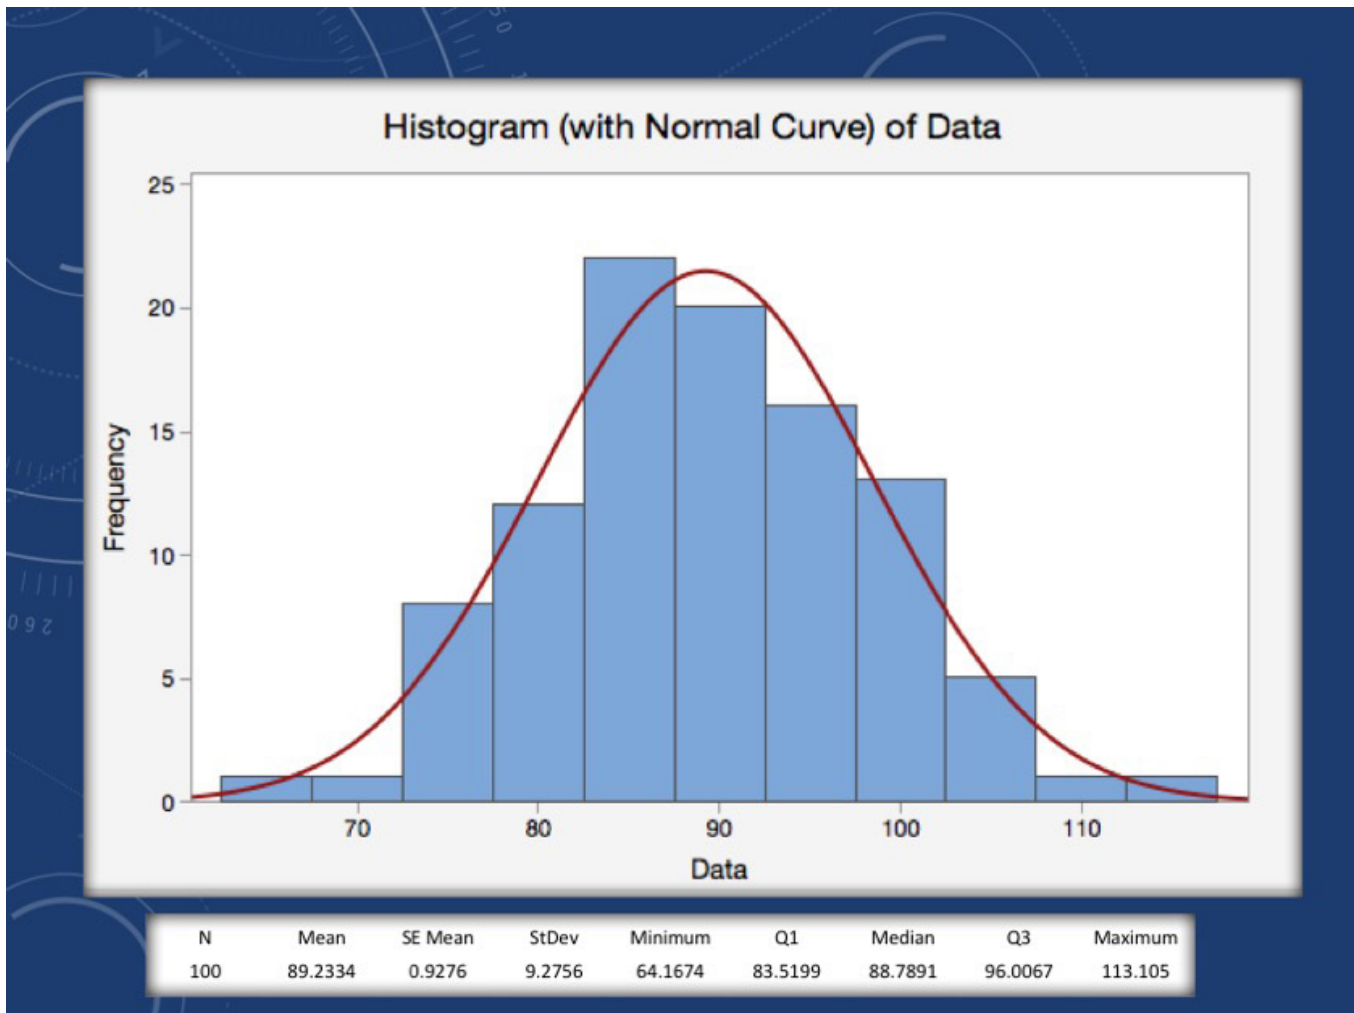 Histogram (with Normal Curve) of Data
25
20
15
10
5
0
Frequency
70 80 90 100 110
Data
N Mean SE Mean StDev Minimum Q1 Median Q3 Maximum
100 89.2334 0.9276 9.2756 64.1674 83.5199 88.7891 96.0067 113.105
260